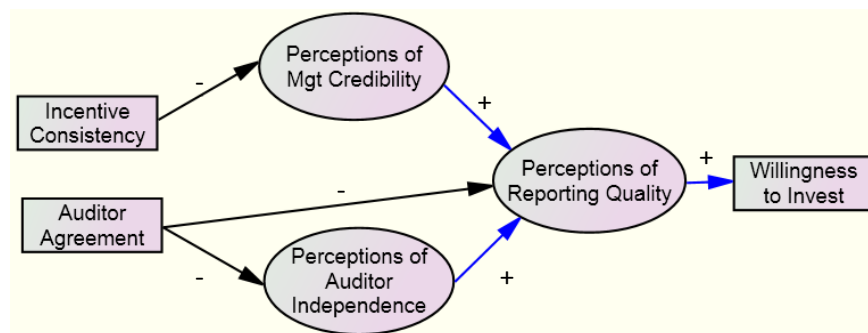 Perceptions of
Mgt Credibility
-
+
Incentive
Consistency
Perceptions of
Reporting Quality
+
Willingness
to Invest
-
Auditor
Agreement
-
Perceptions of
Auditor
Independence
+